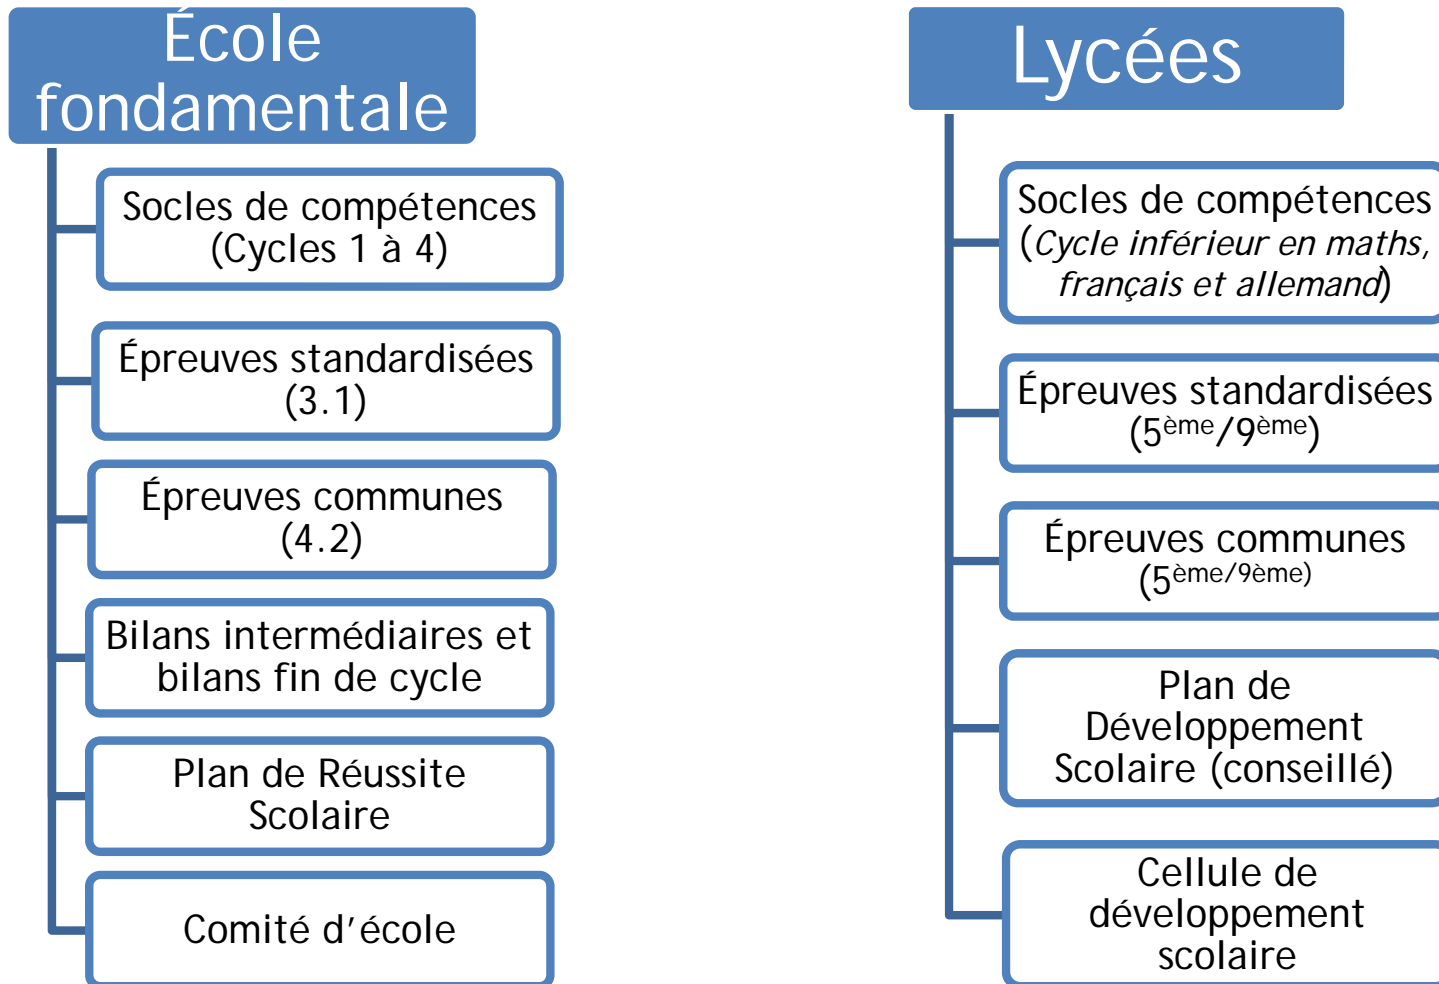 École
fondamentale
Socles de compétences
(Cycles 1 à 4)
Épreuves standardisées
(3.1)
Épreuves communes
(4.2)
Bilans intermédiaires et
bilans fin de cycle
Plan de Réussite
Scolaire
Comité d’école
Lycées
Socles de compétences
(Cycle inférieur en maths,
français et allemand)
Épreuves standardisées
(5ème/9ème)
Épreuves communes
(5ème/9ème)
Plan de
Développement
Scolaire (conseillé)
Cellule de
développement
scolaire